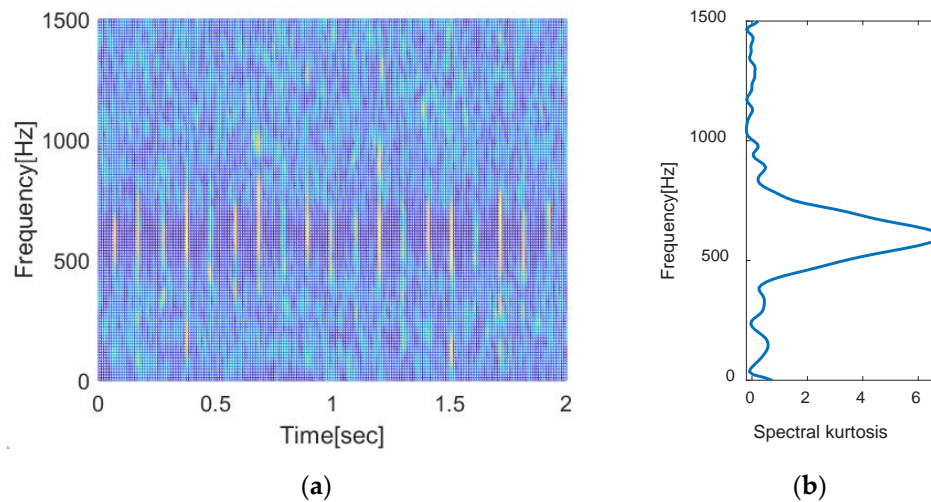 1500
1000
500
0
Frequency[Hz]
0 0.5 1 1.5 2
Time[sec]
(a)
1500
1000
500
0
Frequency[Hz]
0 2 4 6
Spectral kurtosis
(b)